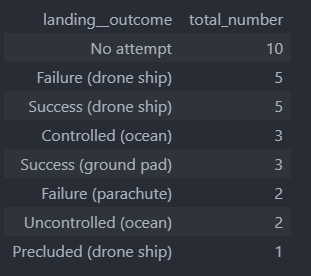 landing__outcome total_number
No attempt 10
Failure (drone ship) 5
Success (drone ship) 5
Controlled (ocean) 3
Success (ground pad) 3
Failure (parachute) 2
Uncontrolled (ocean) 2
Precluded (drone ship) 1